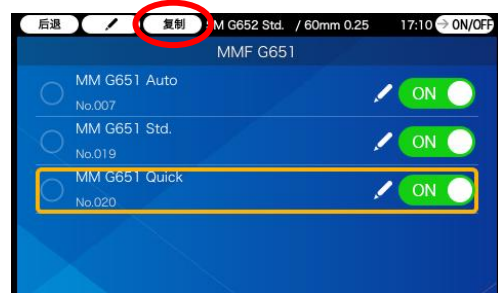 后退 复制 M G652 Std. / 60mm 0.25 17:10 ON/OFF
MMF G651
MM G651 Auto
No.007
ON
MM G651 Std.
No.019
ON
MM G651 Quick
No.020
ON